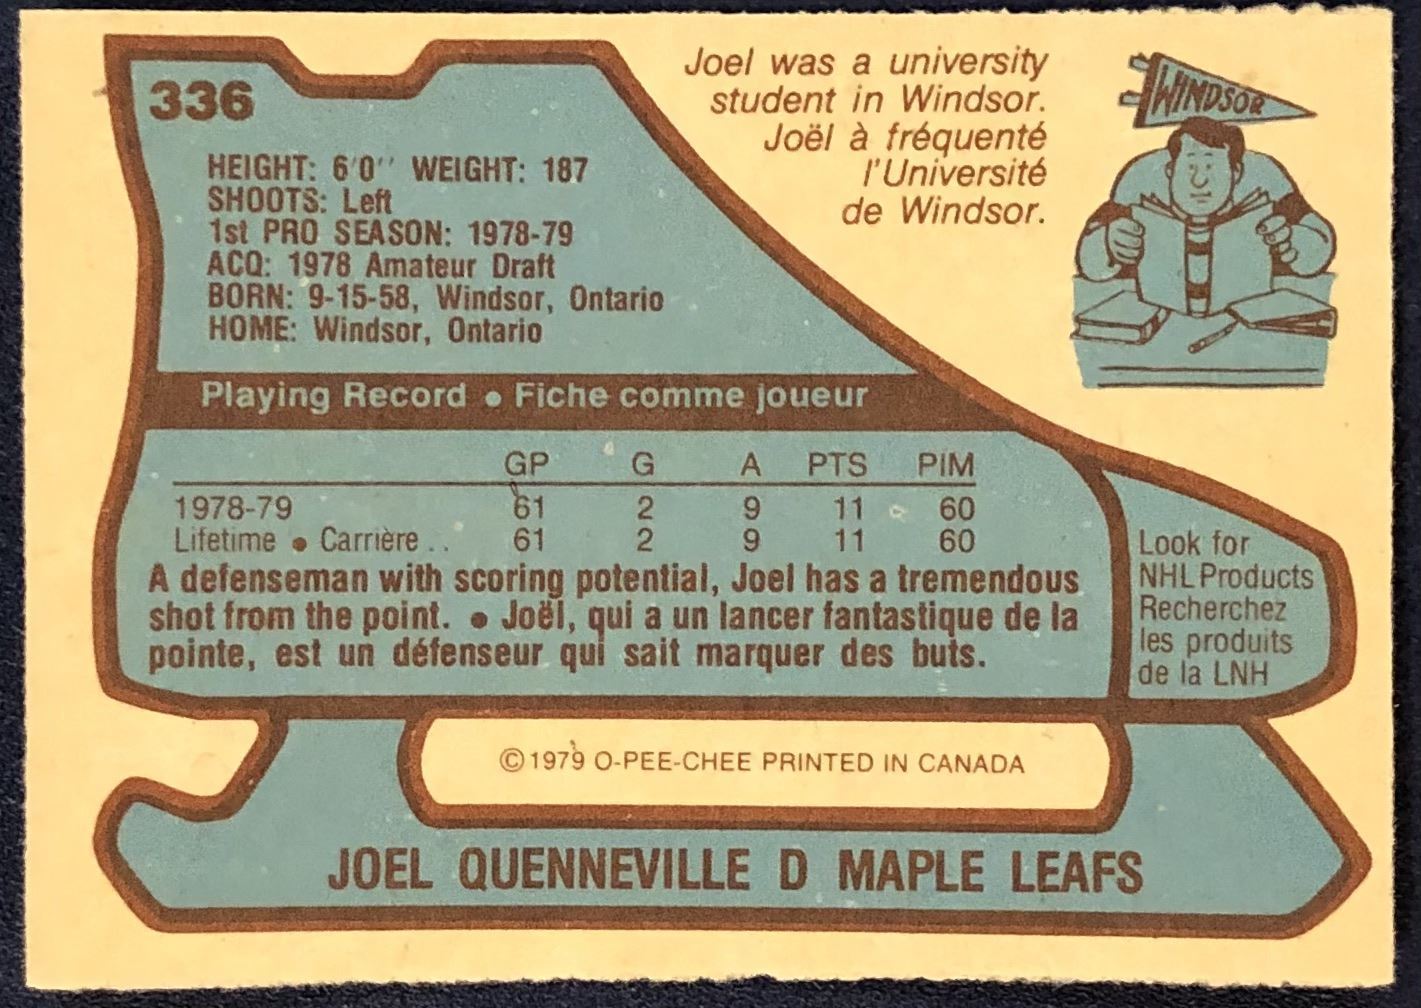 336
HEIGHT: 6'0'' WEIGHT: 187
SHOOTS: Left
1st PRO SEASON: 1978-79
ACQ: 1978 Amateur Draft
BORN: 9-15-58, Windsor, Ontario
HOME: Windsor, Ontario
Joel was a university
student in Windsor.
Joël à fréquenté
l'Université
de Windsor.
WINDSOR
Playing Record • Fiche comme joueur
GP G A PTS PIM
1978-79 61 2 9 11 60
Lifetime • Carrière .. 61 2 9 11 60
A defenseman with scoring potential, Joel has a tremendous
shot from the point. • Joël, qui a un lancer fantastique de la
pointe, est un défenseur qui sait marquer des buts.
Look for
NHL Products
Recherchez
les produits
de la LNH
©1979 O-PEE-CHEE PRINTED IN CANADA
JOEL QUENNEVILLE D MAPLE LEAFS